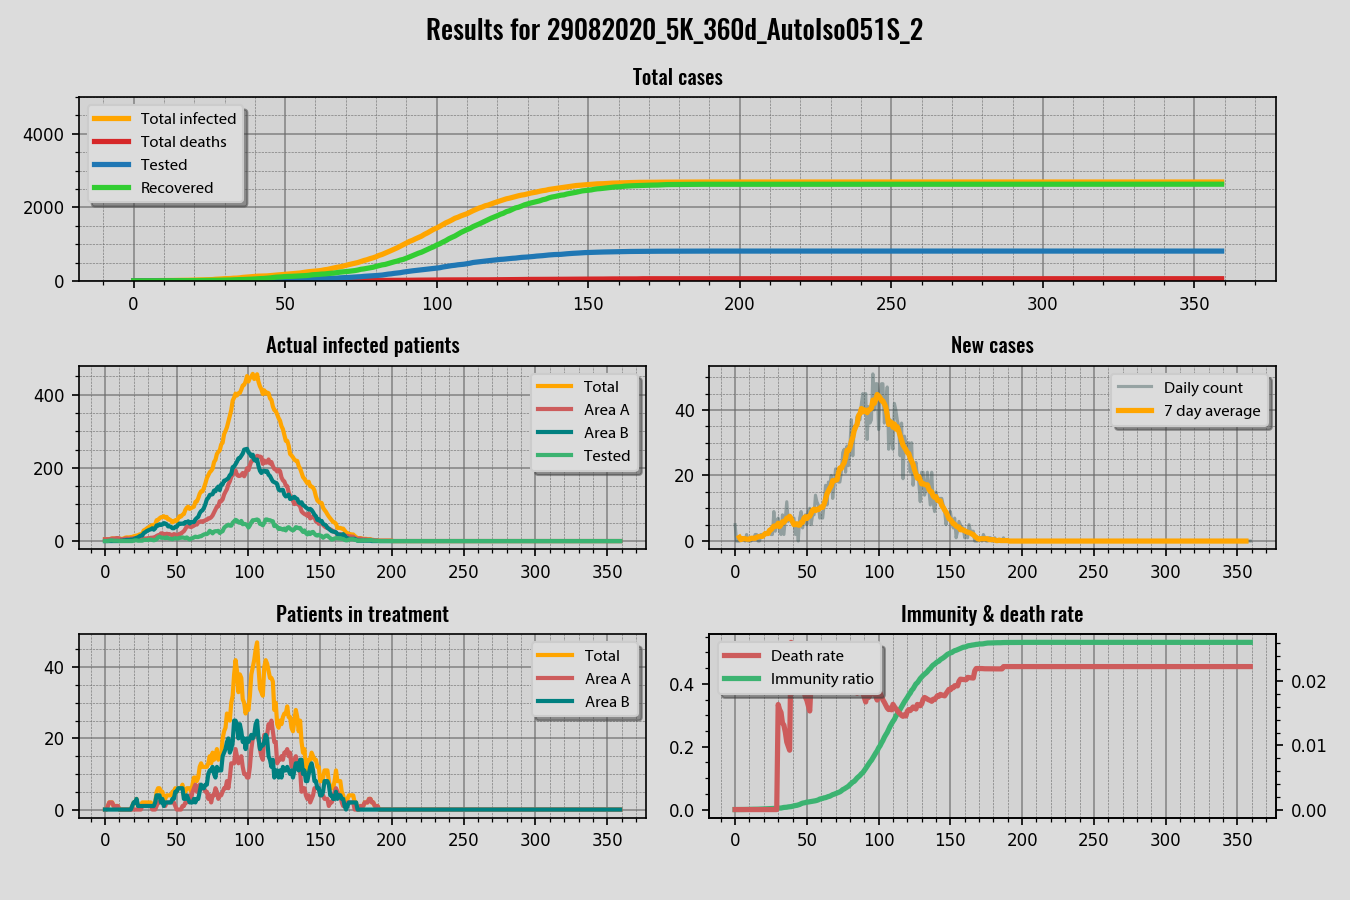 Results for 29082020_5K_360d_AutoIso051S_2
Total cases
Total infected
Total deaths
Tested
Recovered
4000
2000
0
0 50 100 150 200 250 300 350
Actual infected patients
Total
Area A
Area B
Tested
400
200
0
0 50 100 150 200 250 300 350
New cases
Daily count
7 day average
40
20
0
0 50 100 150 200 250 300 350
Patients in treatment
Total
Area A
Area B
40
20
0
0 50 100 150 200 250 300 350
Immunity & death rate
Death rate
Immunity ratio
0.4
0.2
0.0
0.02
0.01
0.00
0 50 100 150 200 250 300 350